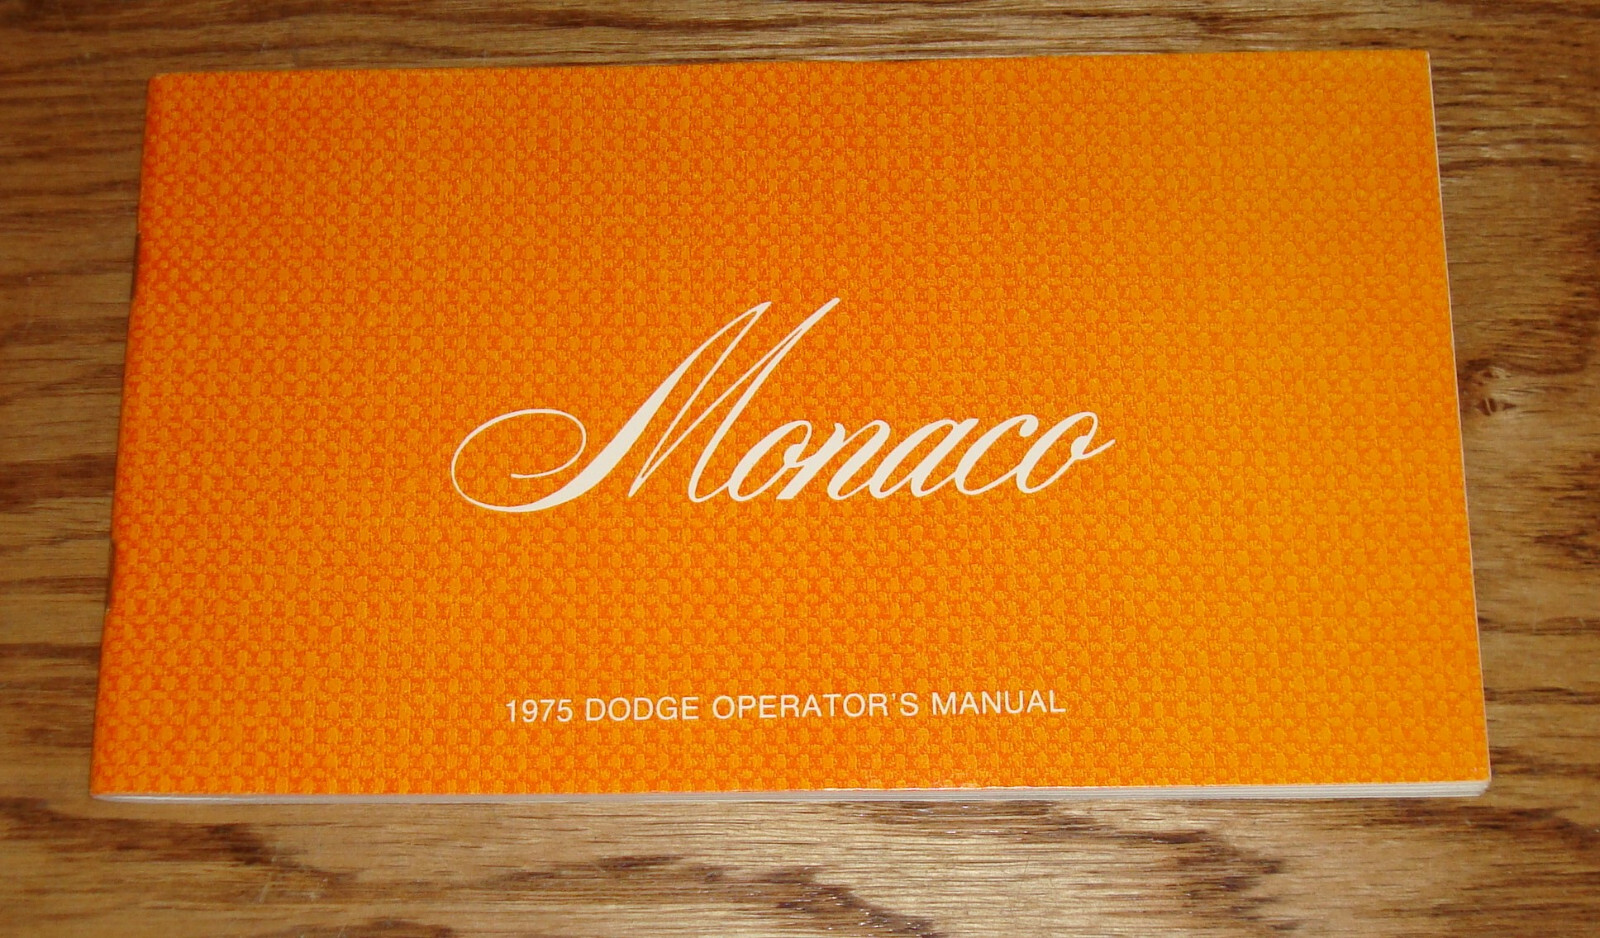 Monaco
1975 DODGE OPERATOR'S MANUAL